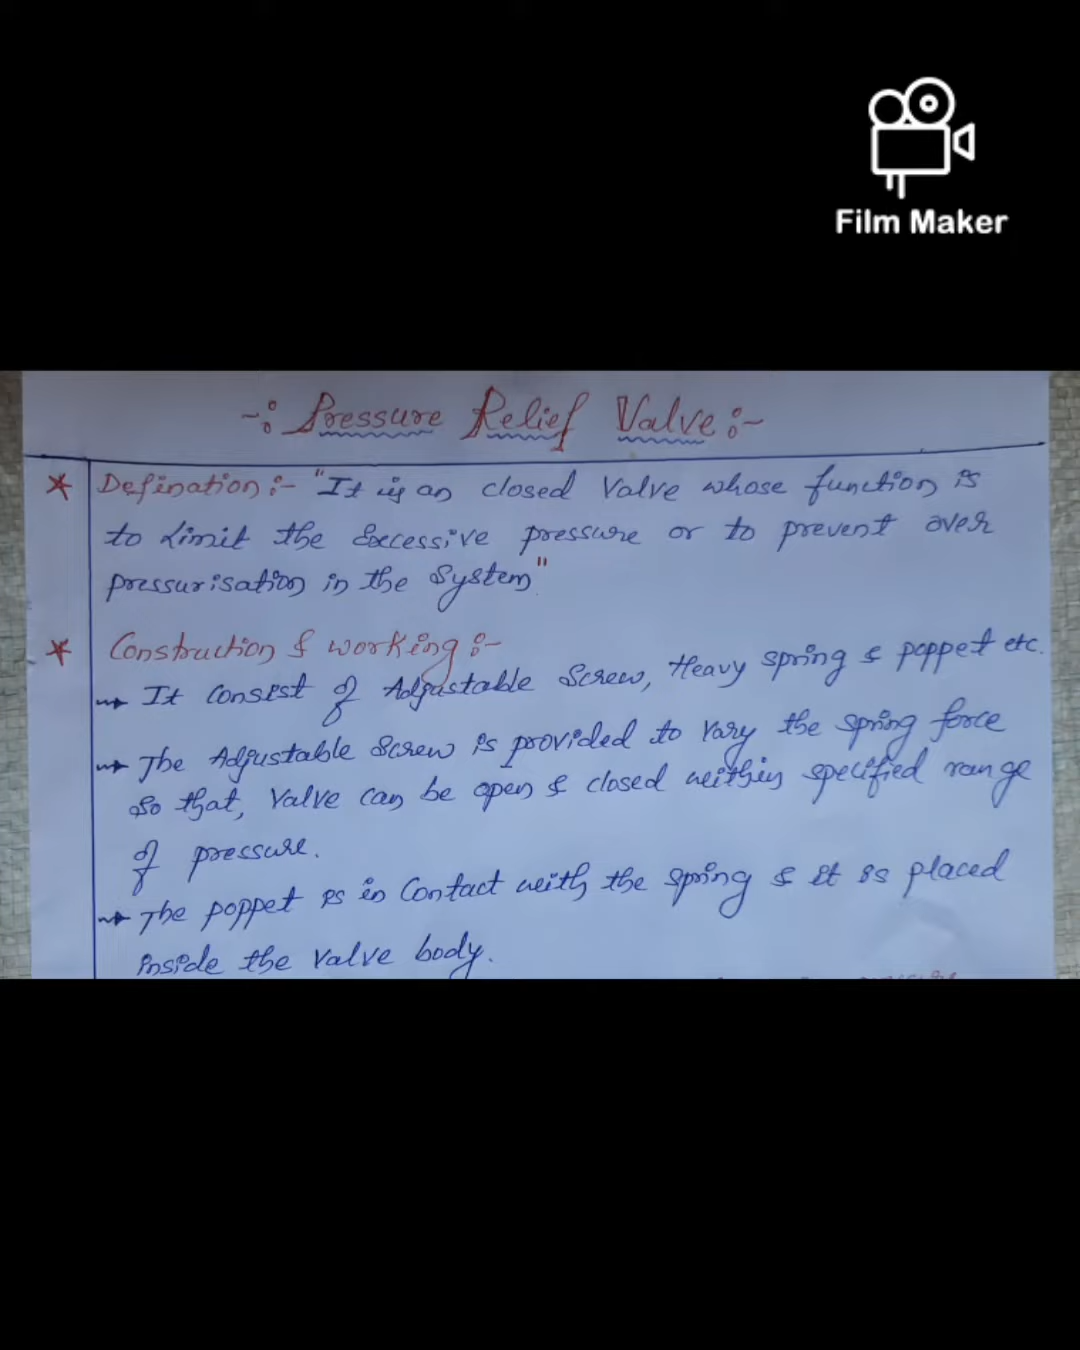 Film Maker
-: Pressure Relief Valve :-
* Defination :- "It is an closed Valve whose function is
to Limit the Excessive pressure or to prevent over
pressurisation in the System"
* Construction & working :-
→ It Consist of Adjustable Screw, Heavy spring & poppet etc.
→ The Adjustable Screw is provided to Vary the spring force
So that, Valve can be open & closed within specified range
of pressure.
→ The poppet is in Contact with the spring & it is placed
inside the Valve body.